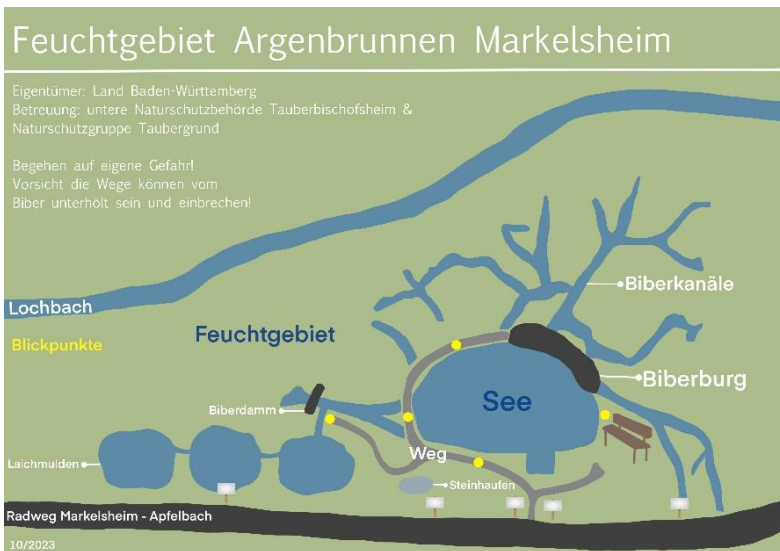 Feuchtgebiet Argenbrunnen Markelsheim
Eigentümer: Land Baden-Württemberg
Betreuung: untere Naturschutzbehörde Tauberbischofsheim &
Naturschutzgruppe Taubergrund
Begehen auf eigene Gefahr!
Vorsicht die Wege können vom
Biber unterhölt sein und einbrechen!
Biberkanäle
Lochbach
Feuchtgebiet
Blickpunkte
Biberburg
See
Biberdamm
Weg
Laichmulden
Steinhaufen
Radweg Markelsheim - Apfelbach
10/2023